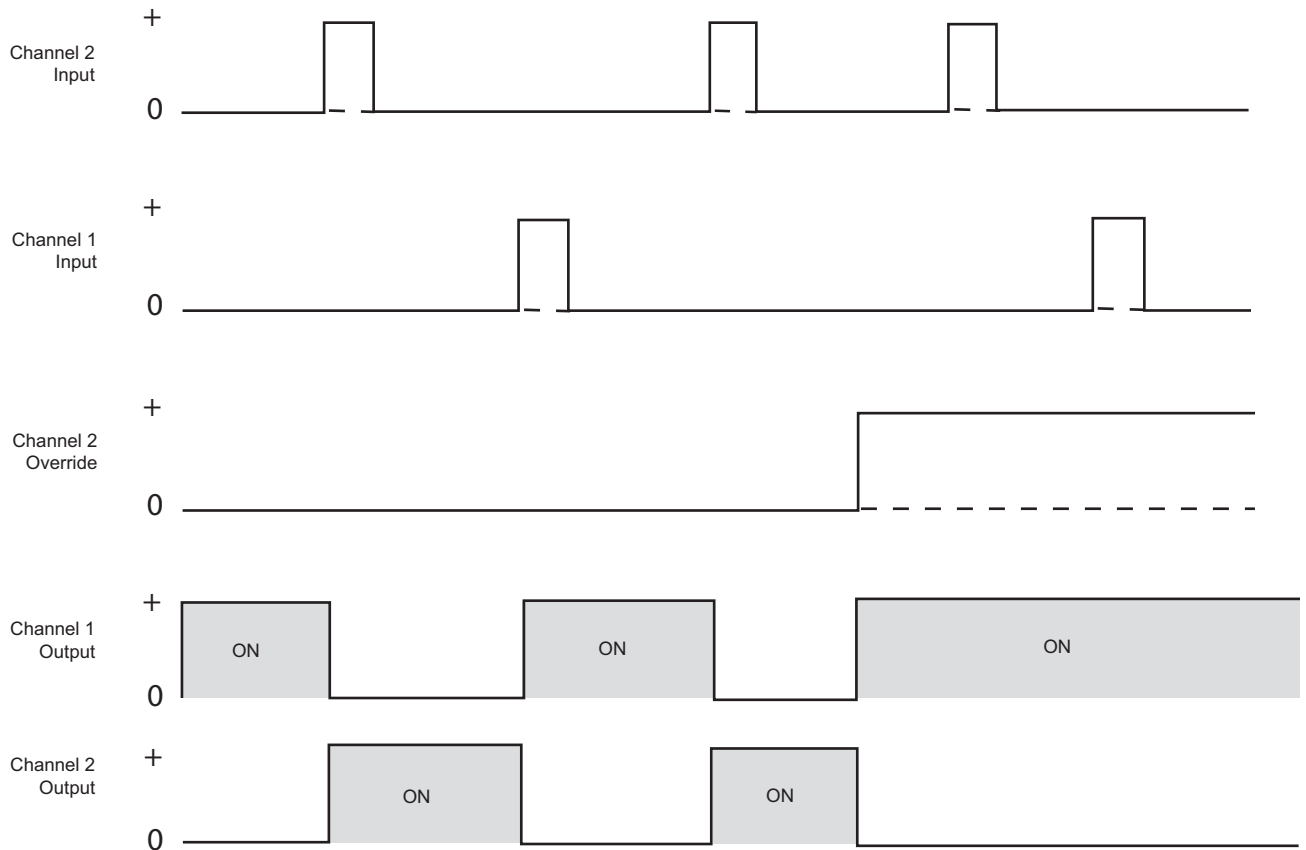 +
Channel 2
Input
0
+
Channel 1
Input
0
+
Channel 2
Override
0
+
Channel 1
Output
ON
ON
ON
0
+
Channel 2
Output
ON
ON
0